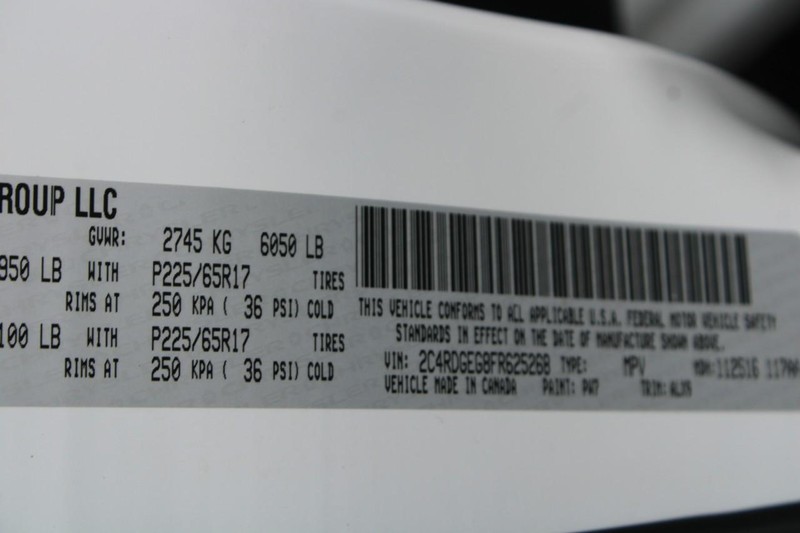 ROUP LLC
GVWR: 2745 KG 6050 LB
950 LB WITH P225/65R17 TIRES
RIMS AT 250 KPA ( 36 PSI) COLD
100 LB WITH P225/65R17 TIRES
RIMS AT 250 KPA ( 36 PSI) COLD
THIS VEHICLE CONFORMS TO ALL APPLICABLE U.S.A. FEDERAL MOTOR VEHICLE SAFETY
STANDARDS IN EFFECT ON THE DATE OF MANUFACTURE SHOWN ABOVE.
VIN: 2C4RDGEG8FR625268 TYPE: MPV MDH: 112516
VEHICLE MADE IN CANADA PAINT: PW7 TRIM: